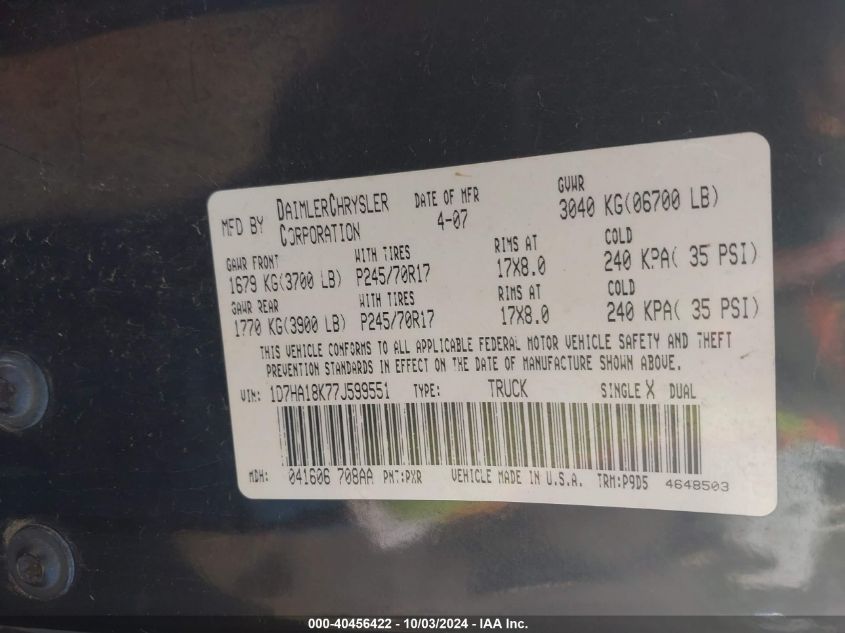 MFD BY DAIMLERCHRYSLER CORPORATION DATE OF MFR 4-07 GVWR 3040 KG(06700 LB)
GAWR FRONT WITH TIRES RIMS AT COLD
1679 KG(3700 LB) P245/70R17 17X8.0 240 KPA( 35 PSI)
GAWR REAR WITH TIRES RIMS AT COLD
1770 KG(3900 LB) P245/70R17 17X8.0 240 KPA( 35 PSI)
THIS VEHICLE CONFORMS TO ALL APPLICABLE FEDERAL MOTOR VEHICLE SAFETY AND THEFT
PREVENTION STANDARDS IN EFFECT ON THE DATE OF MANUFACTURE SHOWN ABOVE.
VIN: 1D7HA18K77J599551 TYPE: TRUCK SINGLE X DUAL
MDH: 041606 708AA PNT:PXR VEHICLE MADE IN U.S.A. TRM:P9D5 4648503
000-40456422 - 10/03/2024 - IAA Inc.